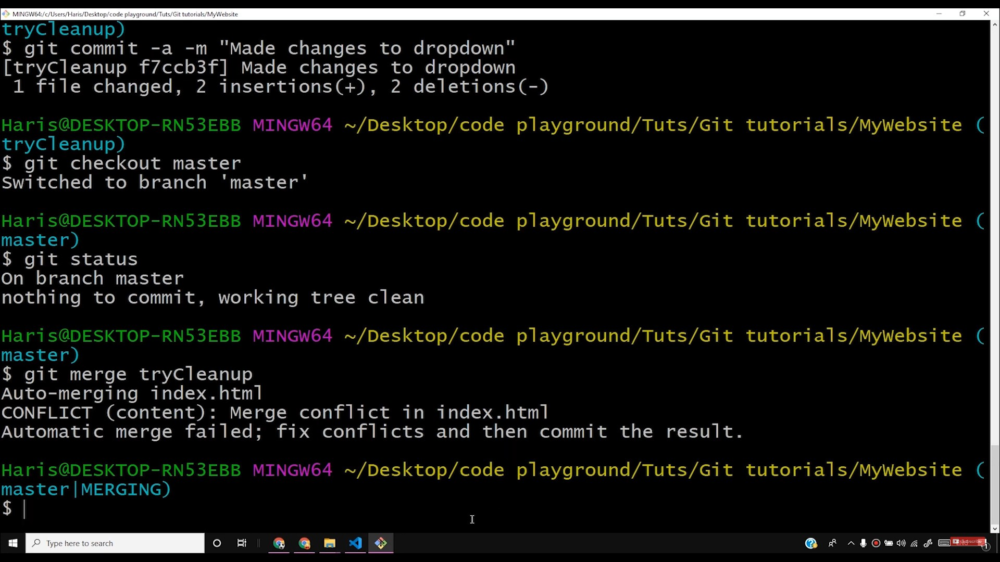 MINGW64:/c/Users/Haris/Desktop/code playground/Tuts/Git tutorials/MyWebsite
tryCleanup)
$ git commit -a -m "Made changes to dropdown"
[tryCleanup f7ccb3f] Made changes to dropdown
 1 file changed, 2 insertions(+), 2 deletions(-)
Haris@DESKTOP-RN53EBB MINGW64 ~/Desktop/code playground/Tuts/Git tutorials/MyWebsite (
tryCleanup)
$ git checkout master
Switched to branch 'master'
Haris@DESKTOP-RN53EBB MINGW64 ~/Desktop/code playground/Tuts/Git tutorials/MyWebsite (
master)
$ git status
On branch master
nothing to commit, working tree clean
Haris@DESKTOP-RN53EBB MINGW64 ~/Desktop/code playground/Tuts/Git tutorials/MyWebsite (
master)
$ git merge tryCleanup
Auto-merging index.html
CONFLICT (content): Merge conflict in index.html
Automatic merge failed; fix conflicts and then commit the result.
Haris@DESKTOP-RN53EBB MINGW64 ~/Desktop/code playground/Tuts/Git tutorials/MyWebsite (
master|MERGING)
$
Type here to search
Subscribe
1